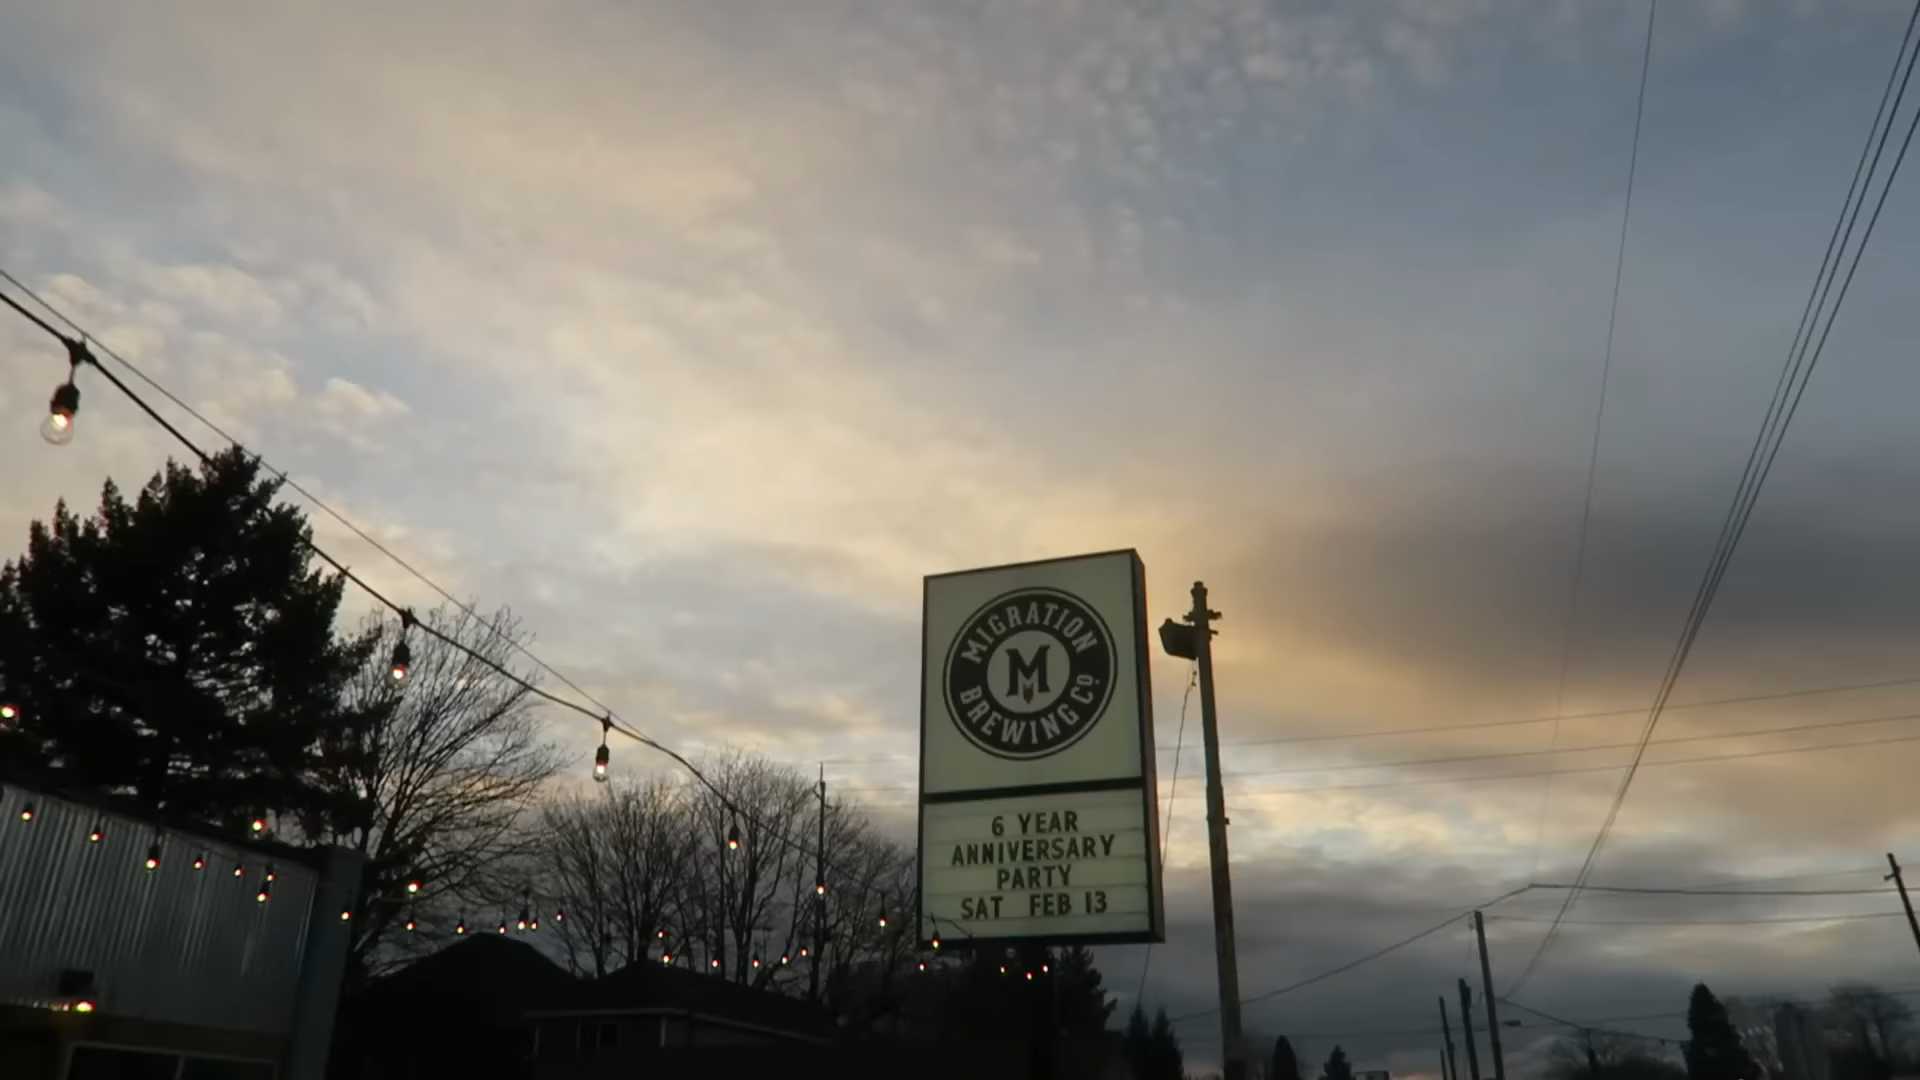 MIGRATION
M
BREWING CO
6 YEAR
ANNIVERSARY
PARTY
SAT FEB 13